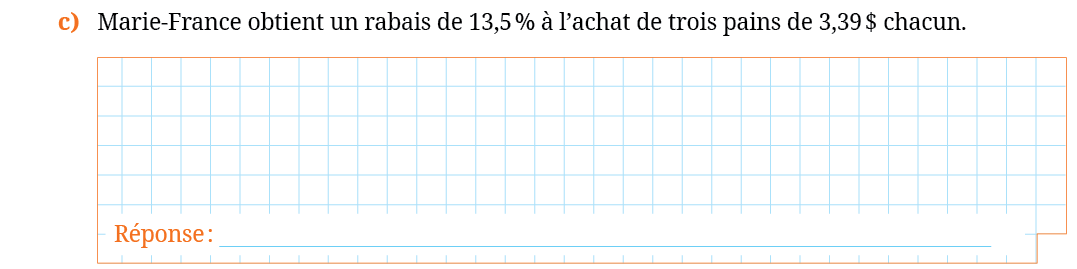 c) Marie-France obtient un rabais de 13,5 % à l’achat de trois pains de 3,39 $ chacun.
Réponse :